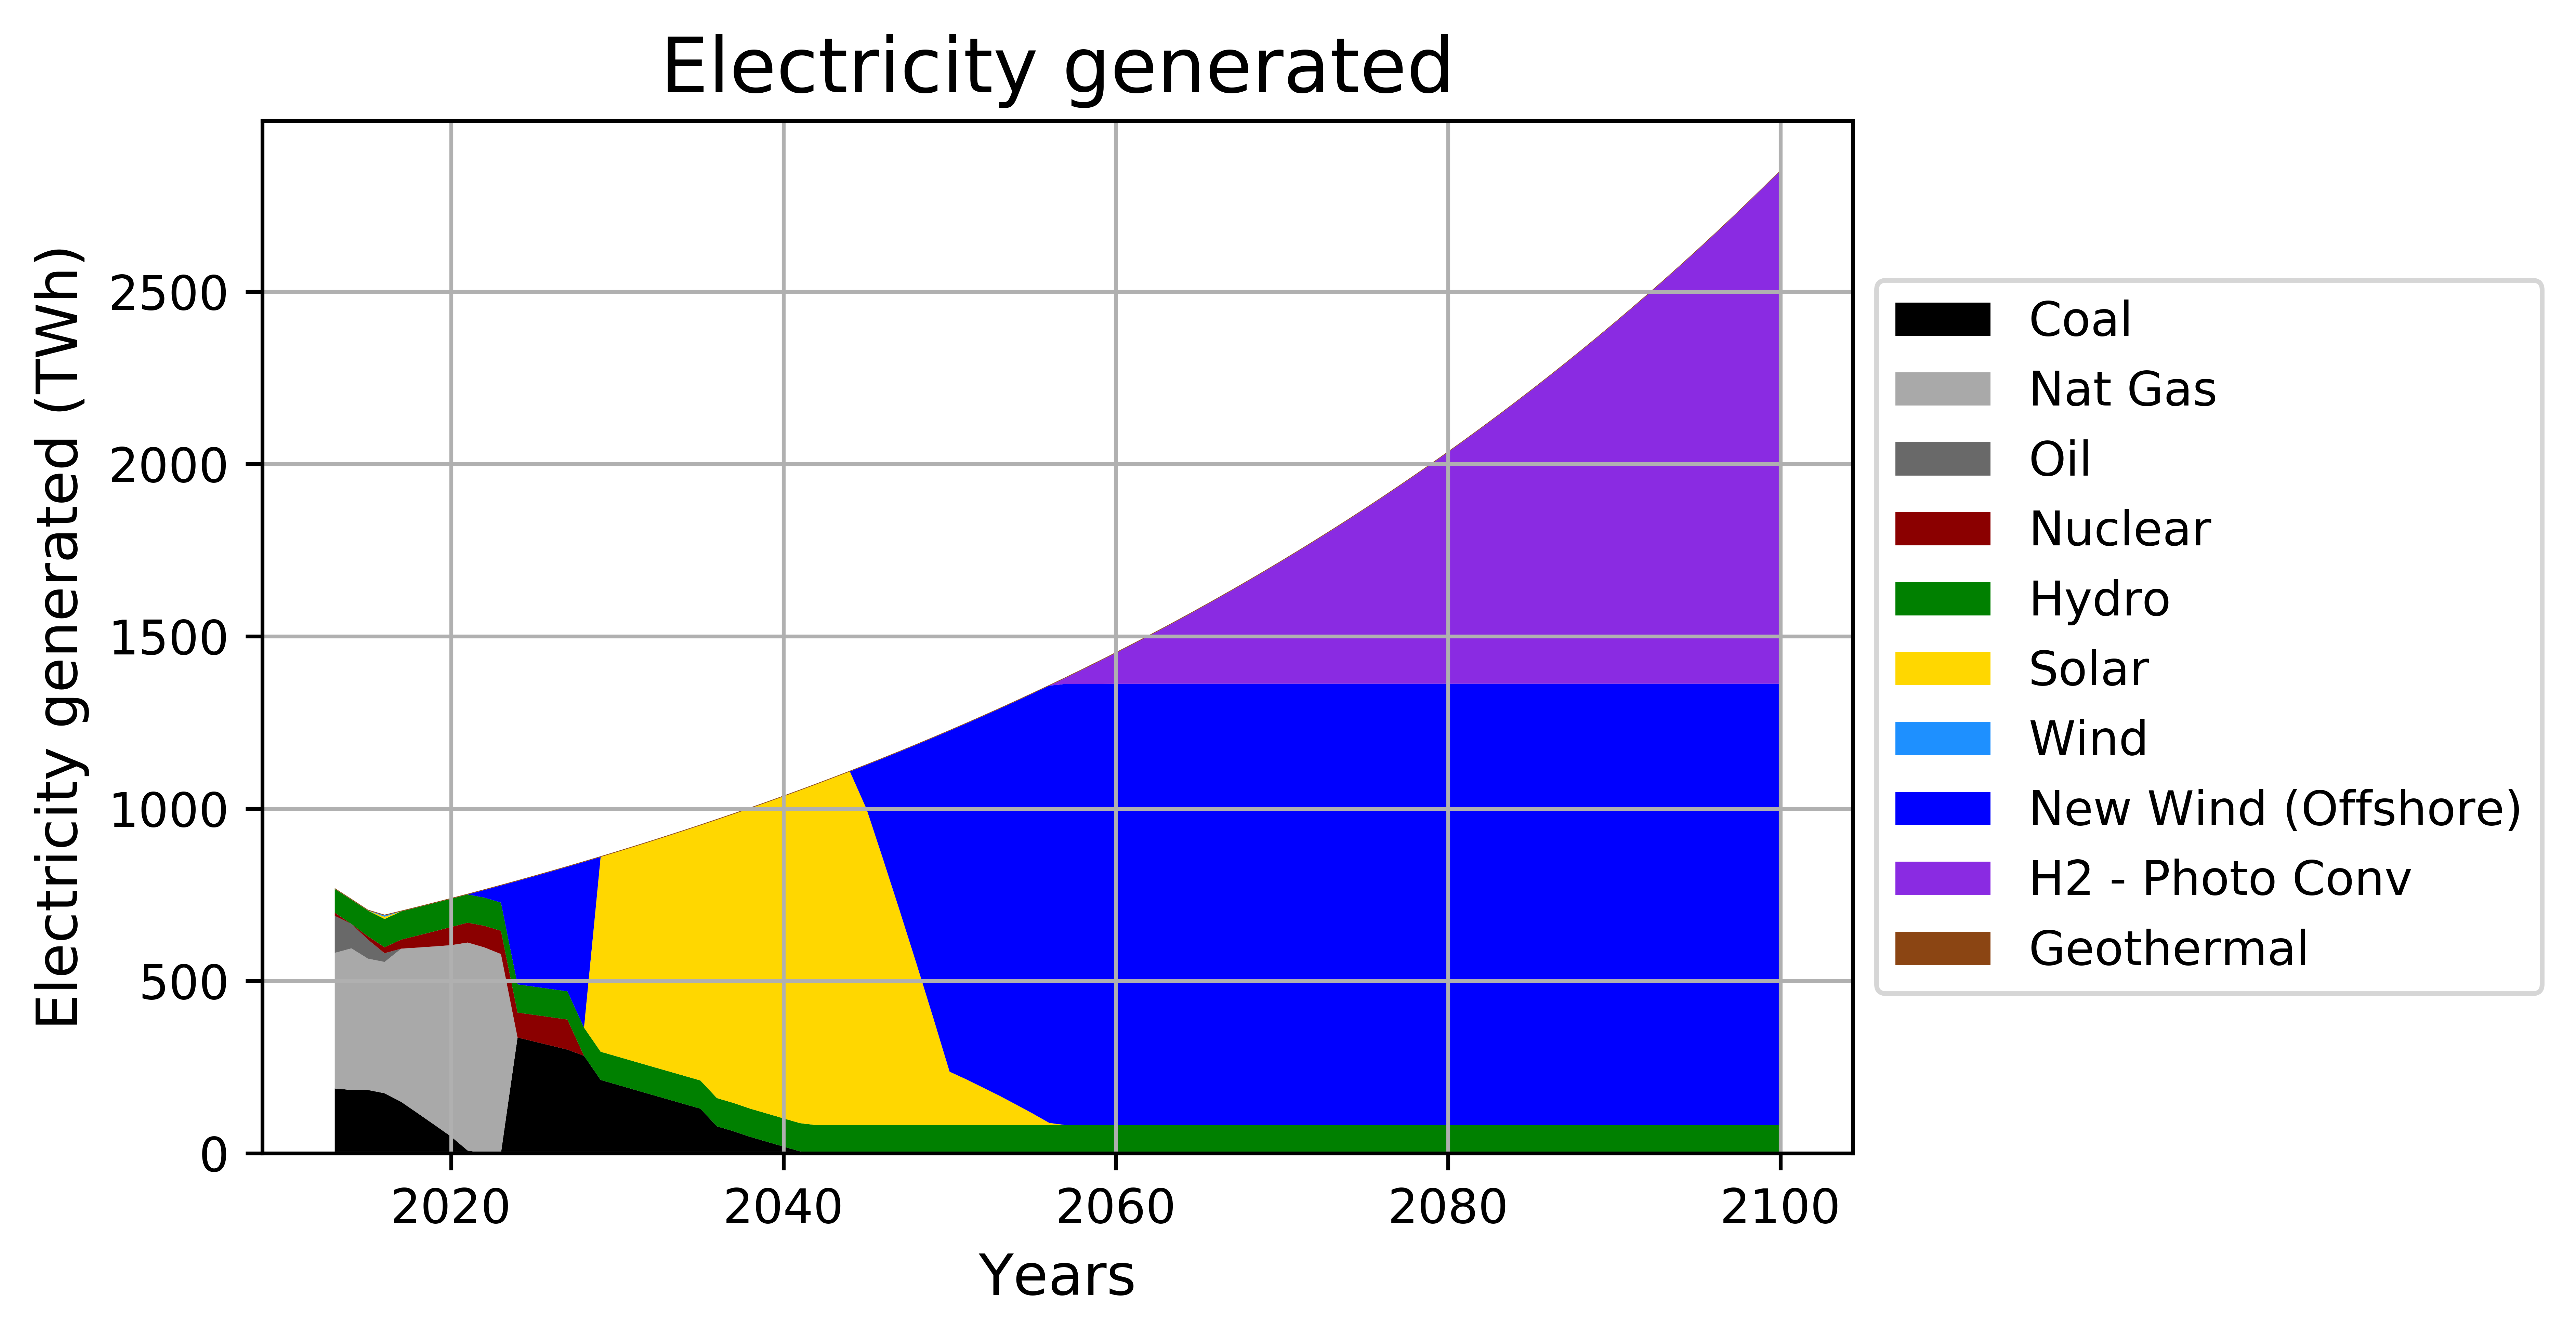 Electricity generated
Electricity generated (TWh)
2500
2000
1500
1000
500
0
2020
2040
2060
2080
2100
Years
Coal
Nat Gas
Oil
Nuclear
Hydro
Solar
Wind
New Wind (Offshore)
H2 - Photo Conv
Geothermal